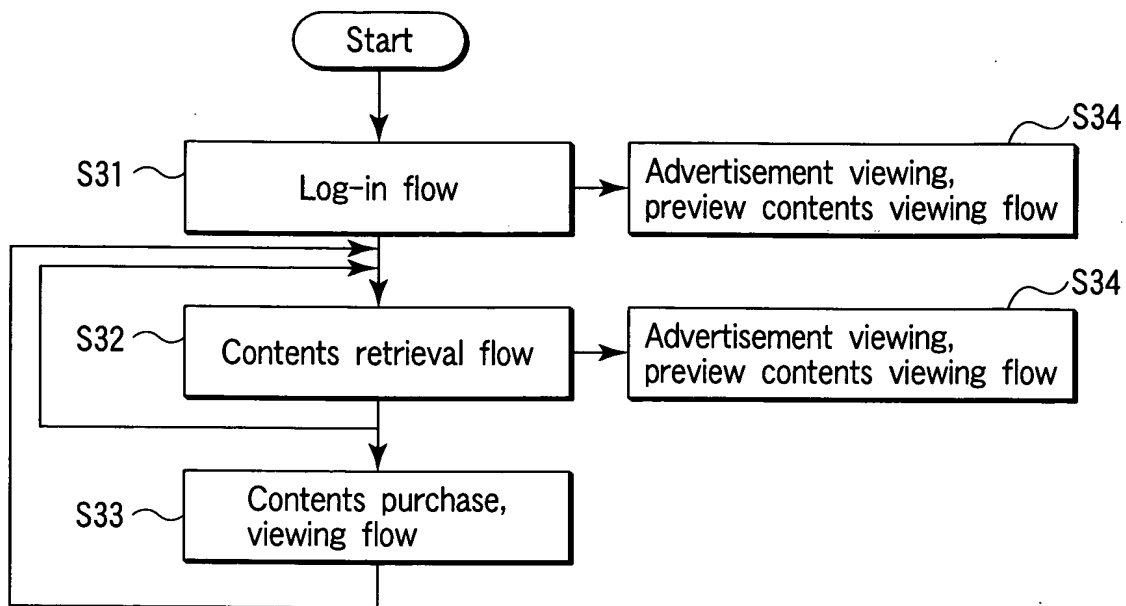 Start
S34
S31
Log-in flow
Advertisement viewing,
preview contents viewing flow
S34
S32
Contents retrieval flow
Advertisement viewing,
preview contents viewing flow
S33
Contents purchase,
viewing flow